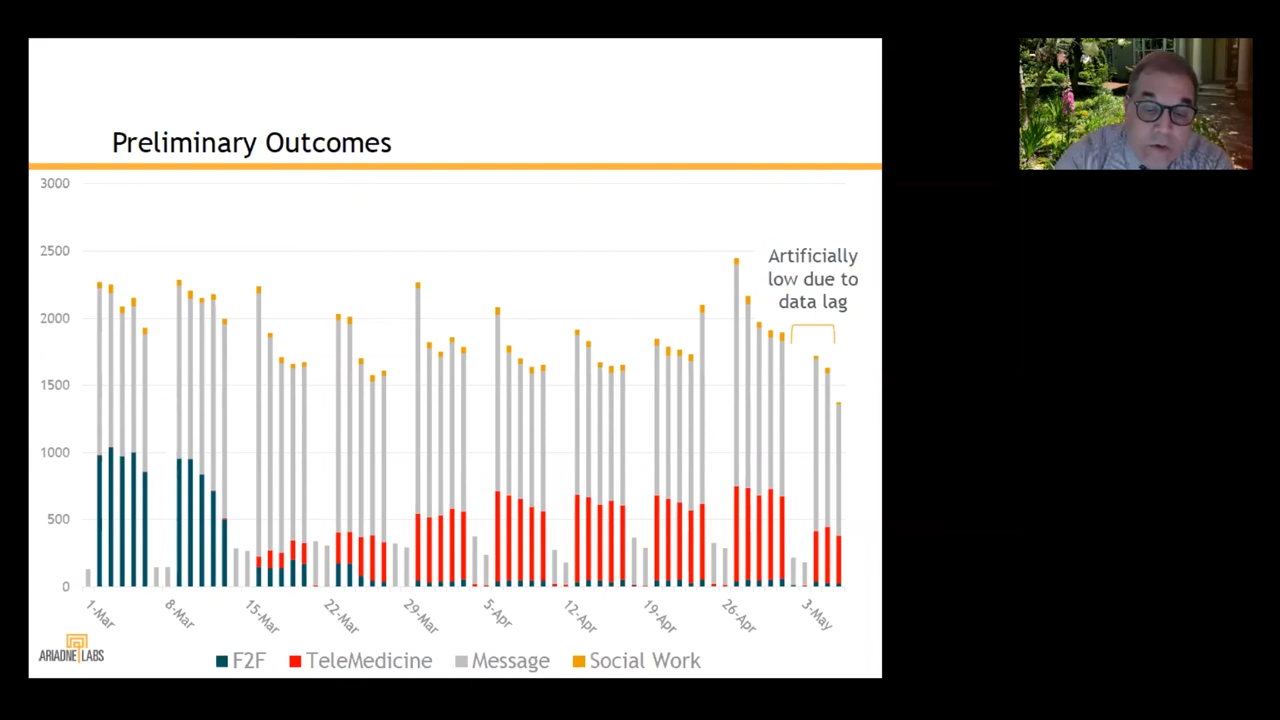 Preliminary Outcomes
3000
2500
2000
1500
1000
500
0
Artificially
low due to
data lag
1-Mar
8-Mar
15-Mar
22-Mar
29-Mar
5-Apr
12-Apr
19-Apr
26-Apr
3-May
ARIADNE LABS
F2F TeleMedicine Message Social Work